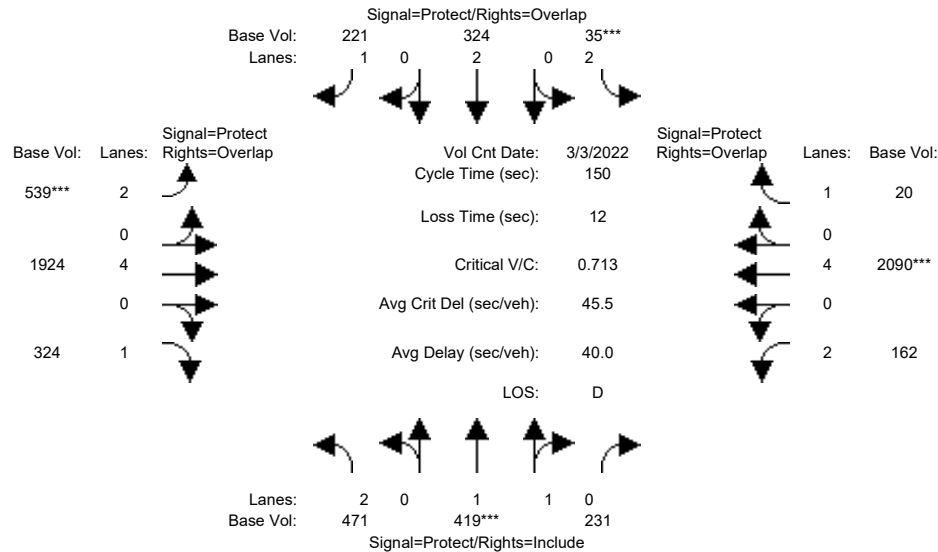 Signal=Protect/Rights=Overlap
Base Vol: 221 324 35***
Lanes: 1 0 2 0 2
Signal=Protect
Base Vol: Lanes: Rights=Overlap
Vol Cnt Date: 3/3/2022
Signal=Protect
Rights=Overlap Lanes: Base Vol:
Cycle Time (sec): 150
539*** 2
1 20
Loss Time (sec): 12
0
0
1924 4
Critical V/C: 0.713
4 2090***
0
Avg Crit Del (sec/veh): 45.5
0
324 1
Avg Delay (sec/veh): 40.0
2 162
LOS: D
Lanes: 2 0 1 1 0
Base Vol: 471 419*** 231
Signal=Protect/Rights=Include